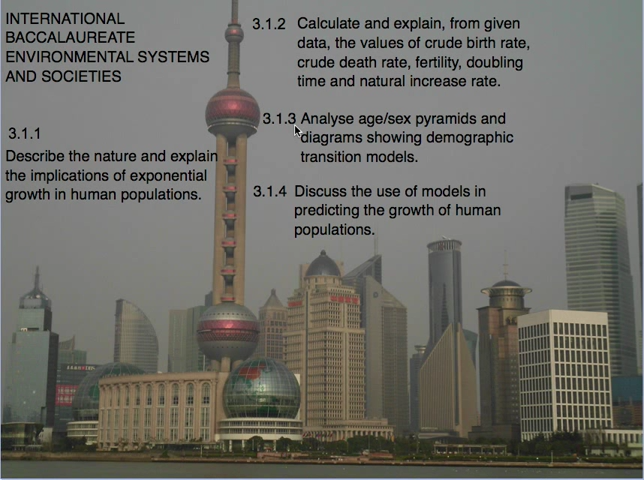 INTERNATIONAL
BACCALAUREATE
ENVIRONMENTAL SYSTEMS
AND SOCIETIES
3.1.1
Describe the nature and explain
the implications of exponential
growth in human populations.
3.1.2 Calculate and explain, from given
data, the values of crude birth rate,
crude death rate, fertility, doubling
time and natural increase rate.
3.1.3 Analyse age/sex pyramids and
diagrams showing demographic
transition models.
3.1.4 Discuss the use of models in
predicting the growth of human
populations.